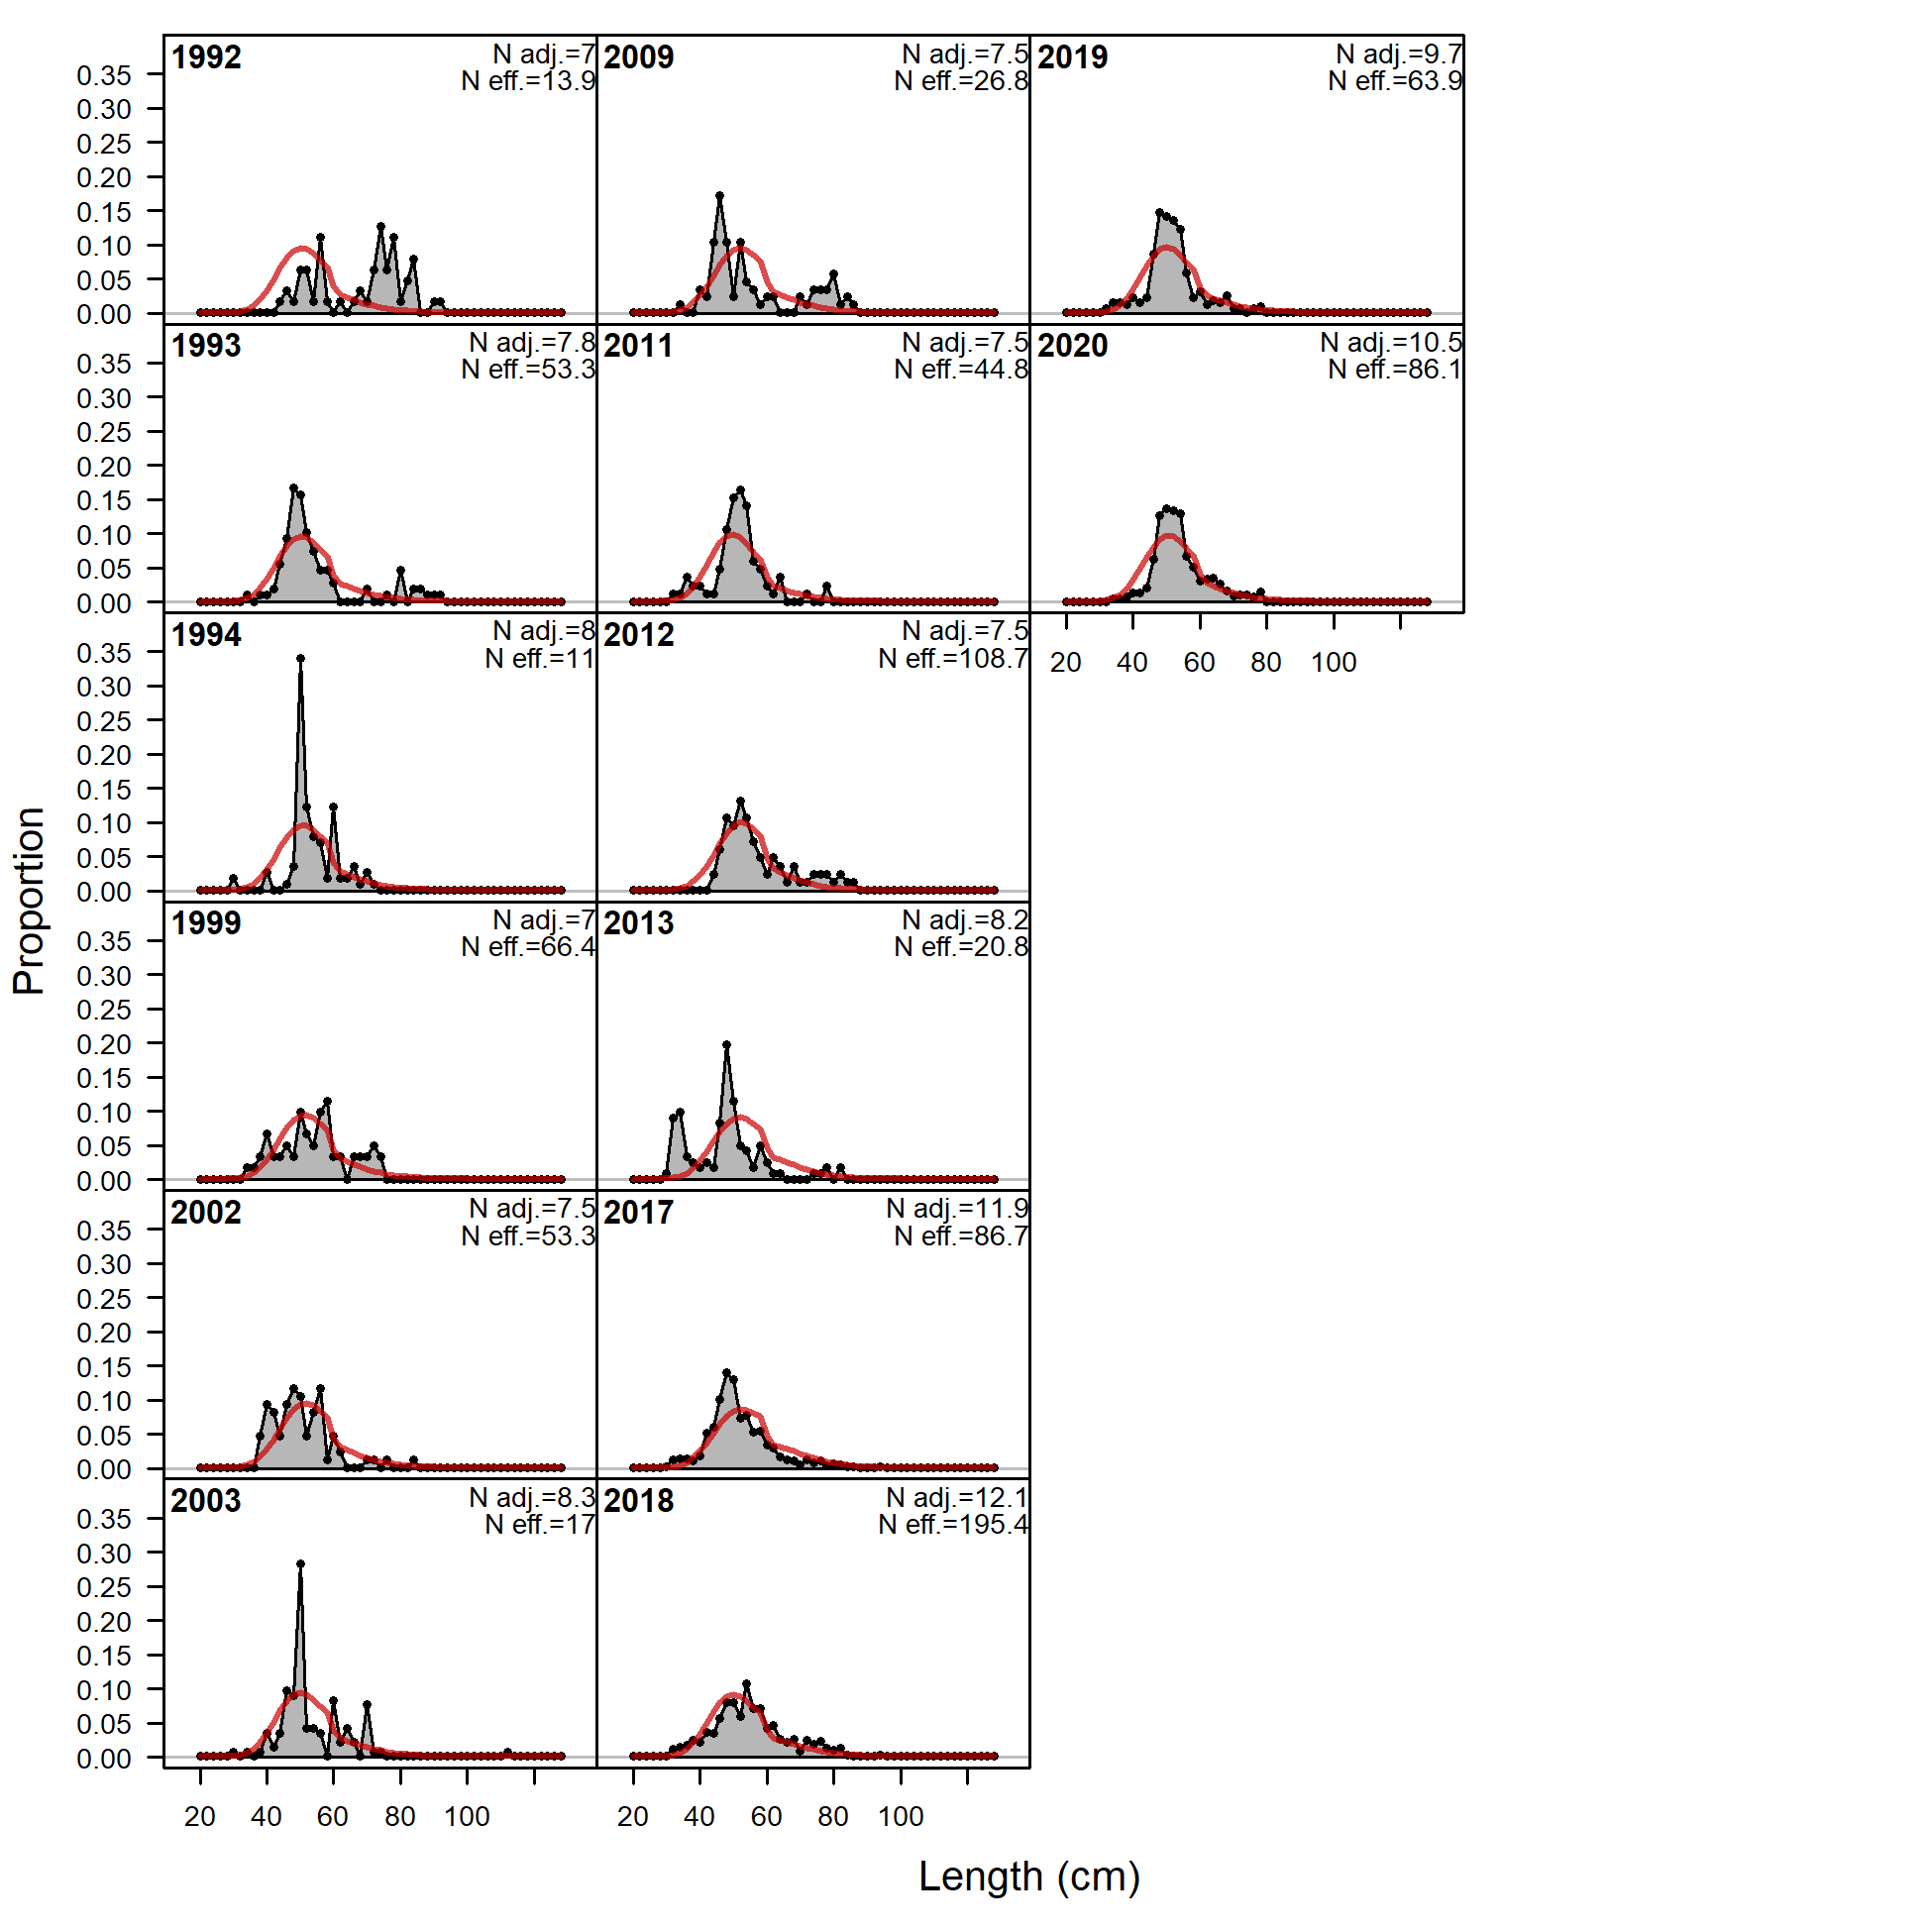 Proportion
1992
N adj.=7
N eff.=13.9
0.35
0.30
0.25
0.20
0.15
0.10
0.05
0.00
1993
N adj.=7.8
N eff.=53.3
0.35
0.30
0.25
0.20
0.15
0.10
0.05
0.00
1994
N adj.=8
N eff.=11
0.35
0.30
0.25
0.20
0.15
0.10
0.05
0.00
1999
N adj.=7
N eff.=66.4
0.35
0.30
0.25
0.20
0.15
0.10
0.05
0.00
2002
N adj.=7.5
N eff.=53.3
0.35
0.30
0.25
0.20
0.15
0.10
0.05
0.00
2003
N adj.=8.3
N eff.=17
0.35
0.30
0.25
0.20
0.15
0.10
0.05
0.00
20 40 60 80 100
2009
N adj.=7.5
N eff.=26.8
2011
N adj.=7.5
N eff.=44.8
2012
N adj.=7.5
N eff.=108.7
2013
N adj.=8.2
N eff.=20.8
2017
N adj.=11.9
N eff.=86.7
2018
N adj.=12.1
N eff.=195.4
20 40 60 80 100
2019
N adj.=9.7
N eff.=63.9
2020
N adj.=10.5
N eff.=86.1
20 40 60 80 100
Length (cm)